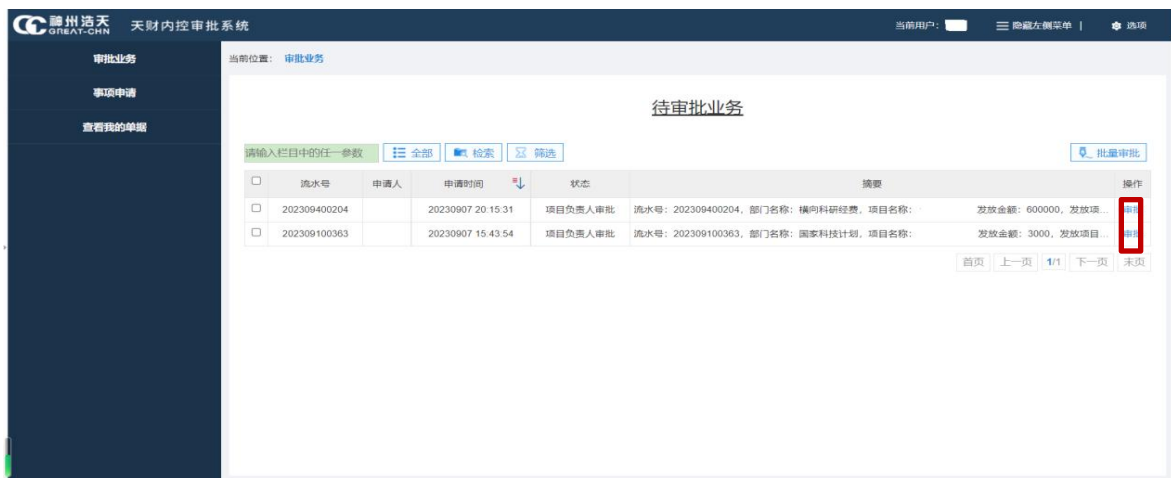 神州浩天 GREAT-CHN 天财内控审批系统 当前用户: 隐藏左侧菜单 | 选项
审批业务
事项申请
查看我的单据
当前位置: 审批业务
待审批业务
请输入栏目中的任一参数 全部 检索 筛选 批量审批
流水号 申请人 申请时间 状态 摘要 操作
202309400204 20230907 20:15:31 项目负责人审批 流水号: 202309400204, 部门名称: 横向科研经费, 项目名称: 发放金额: 600000, 发放项... 审批
202309100363 20230907 15:43:54 项目负责人审批 流水号: 202309100363, 部门名称: 国家科技计划, 项目名称: 发放金额: 3000, 发放项目... 审批
首页 上一页 1/1 下一页 末页